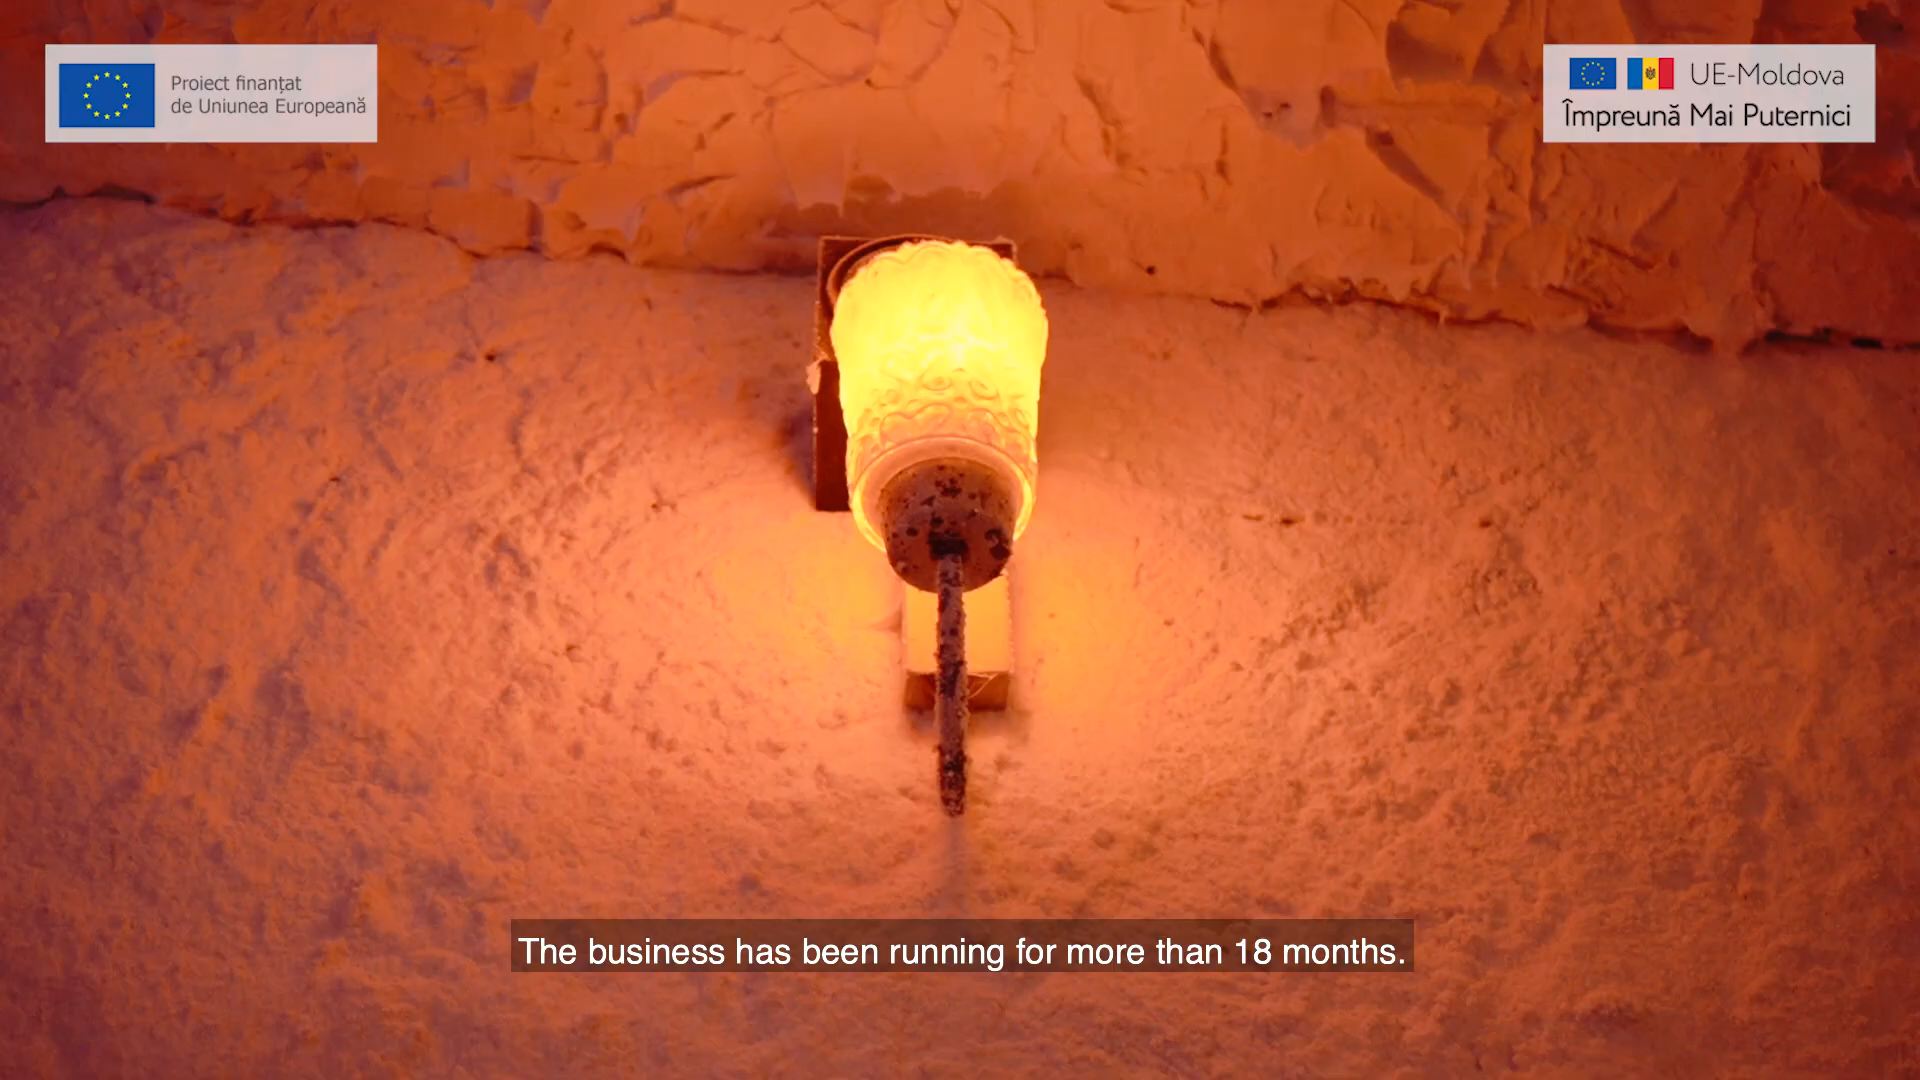 Proiect finanțat
de Uniunea Europeană
UE-Moldova
Împreună Mai Puternici
The business has been running for more than 18 months.